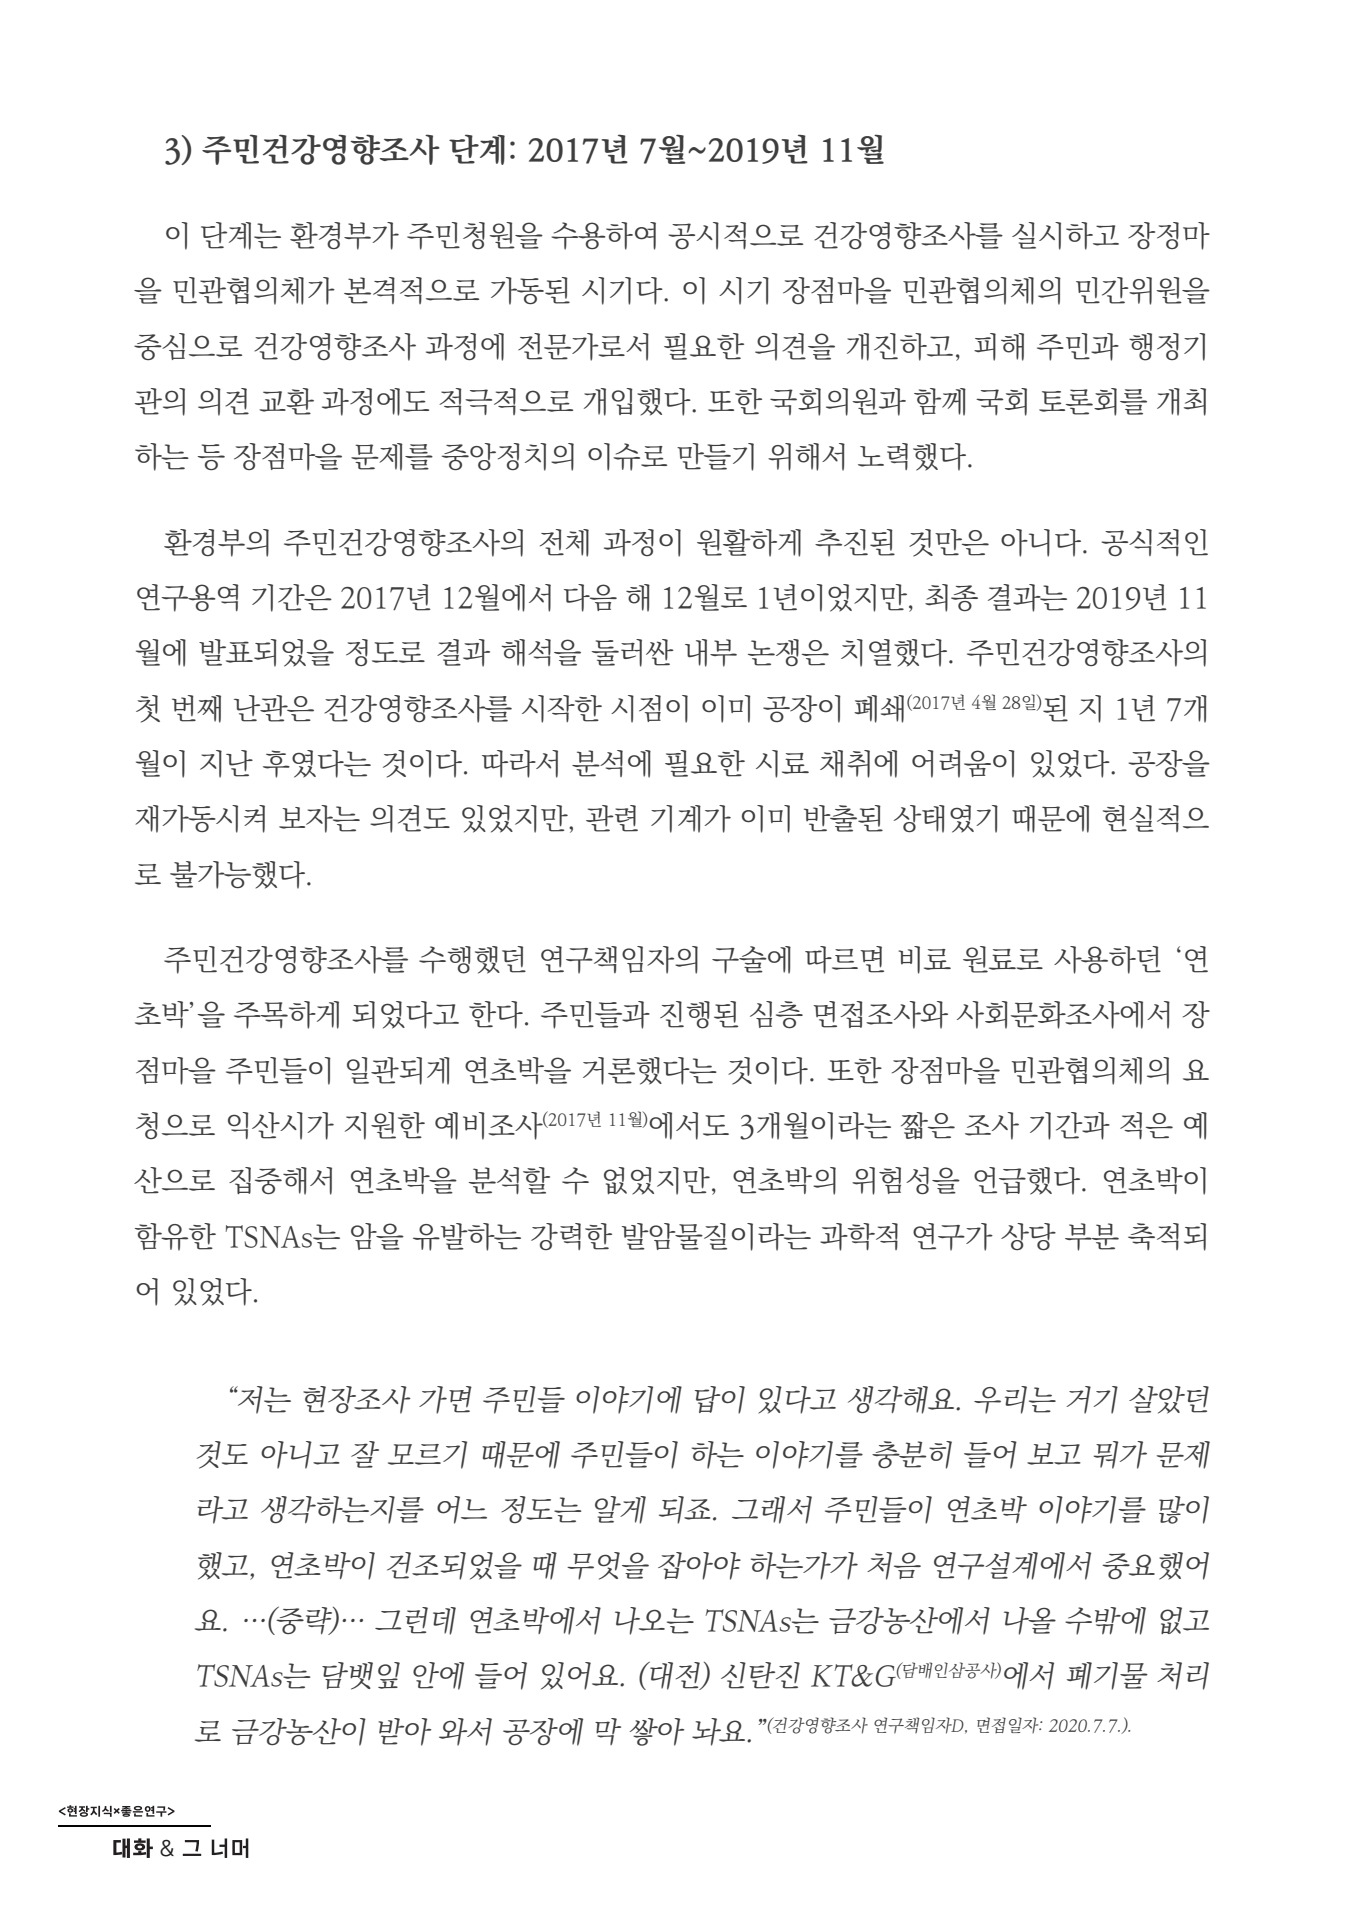 3) 주민건강영향조사 단계: 2017년 7월~2019년 11월
이 단계는 환경부가 주민청원을 수용하여 공시적으로 건강영향조사를 실시하고 장정마
을 민관협의체가 본격적으로 가동된 시기다. 이 시기 장점마을 민관협의체의 민간위원을
중심으로 건강영향조사 과정에 전문가로서 필요한 의견을 개진하고, 피해 주민과 행정기
관의 의견 교환 과정에도 적극적으로 개입했다. 또한 국회의원과 함께 국회 토론회를 개최
하는 등 장점마을 문제를 중앙정치의 이슈로 만들기 위해서 노력했다.
환경부의 주민건강영향조사의 전체 과정이 원활하게 추진된 것만은 아니다. 공식적인
연구용역 기간은 2017년 12월에서 다음 해 12월로 1년이었지만, 최종 결과는 2019년 11
월에 발표되었을 정도로 결과 해석을 둘러싼 내부 논쟁은 치열했다. 주민건강영향조사의
첫 번째 난관은 건강영향조사를 시작한 시점이 이미 공장이 폐쇄(2017년 4월 28일)된 지 1년 7개
월이 지난 후였다는 것이다. 따라서 분석에 필요한 시료 채취에 어려움이 있었다. 공장을
재가동시켜 보자는 의견도 있었지만, 관련 기계가 이미 반출된 상태였기 때문에 현실적으
로 불가능했다.
주민건강영향조사를 수행했던 연구책임자의 구술에 따르면 비료 원료로 사용하던 ‘연
초박’을 주목하게 되었다고 한다. 주민들과 진행된 심층 면접조사와 사회문화조사에서 장
점마을 주민들이 일관되게 연초박을 거론했다는 것이다. 또한 장점마을 민관협의체의 요
청으로 익산시가 지원한 예비조사(2017년 11월)에서도 3개월이라는 짧은 조사 기간과 적은 예
산으로 집중해서 연초박을 분석할 수 없었지만, 연초박의 위험성을 언급했다. 연초박이
함유한 TSNAs는 암을 유발하는 강력한 발암물질이라는 과학적 연구가 상당 부분 축적되
어 있었다.
“저는 현장조사 가면 주민들 이야기에 답이 있다고 생각해요. 우리는 거기 살았던
것도 아니고 잘 모르기 때문에 주민들이 하는 이야기를 충분히 들어 보고 뭐가 문제
라고 생각하는지를 어느 정도는 알게 되죠. 그래서 주민들이 연초박 이야기를 많이
했고, 연초박이 건조되었을 때 무엇을 잡아야 하는가가 처음 연구설계에서 중요했어
요. …(중략)… 그런데 연초박에서 나오는 TSNAs는 금강농산에서 나올 수밖에 없고
TSNAs는 담뱃잎 안에 들어 있어요. (대전) 신탄진 KT&G(담배인삼공사)에서 폐기물 처리
로 금강농산이 받아 와서 공장에 막 쌓아 놔요.”(건강영향조사 연구책임자D, 면접일자: 2020.7.7.).
<현장지식×좋은연구>
대화 & 그 너머